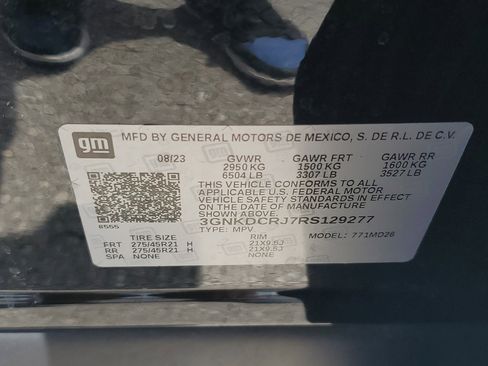 gm MFD BY GENERAL MOTORS DE MEXICO, S. DE R.L. DE C.V.
08/23 GVWR GAWR FRT GAWR RR
2950 KG 1500 KG 1600 KG
6504 LB 3307 LB 3527 LB
THIS VEHICLE CONFORMS TO ALL
APPLICABLE U.S. FEDERAL MOTOR
VEHICLE SAFETY STANDARDS IN EFFECT
ON THE DATE OF MANUFACTURE
SHOWN ABOVE.
3GNKDCRJ7RS129277
8555 TYPE: MPV MODEL: 771MD26
TIRE SIZE RIM
FRT 275/45R21 H 21X9.5J
RR 275/45R21 H 21X9.5J
SPA NONE NONE